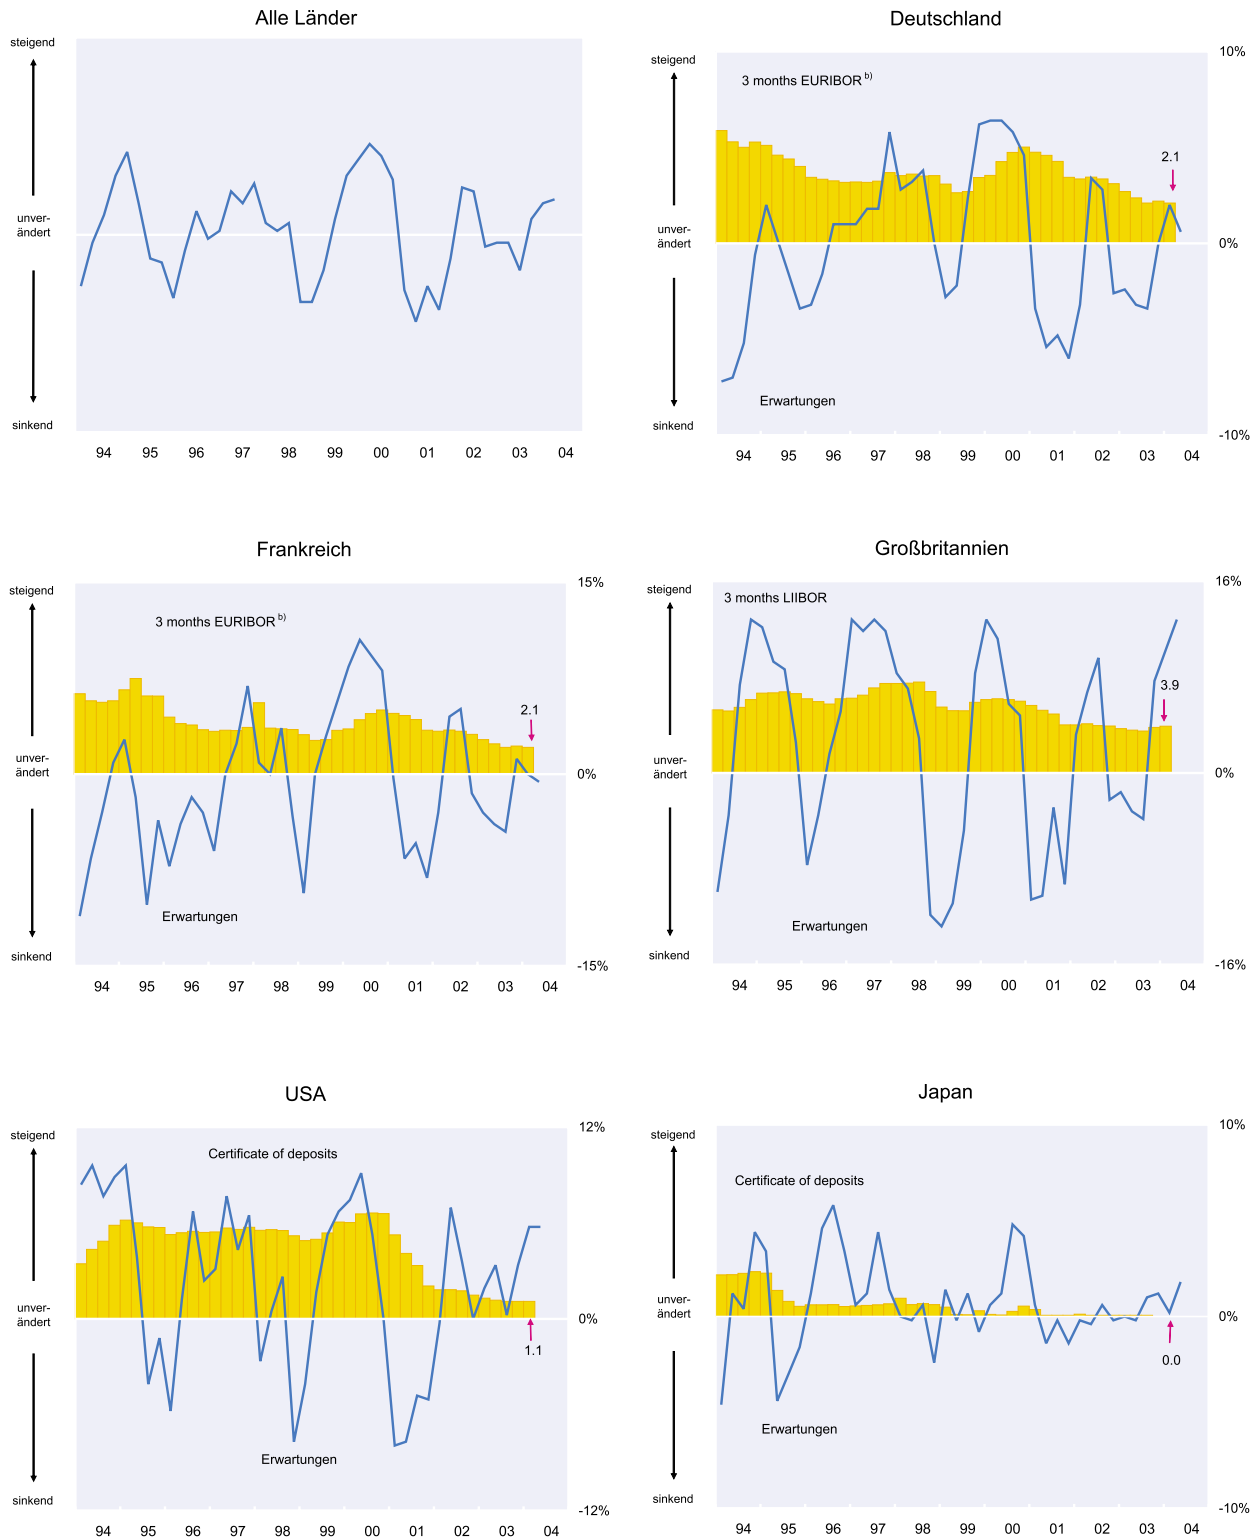 Alle Länder
steigend
unver-
ändert
sinkend
94 95 96 97 98 99 00 01 02 03 04
Deutschland
10%
steigend
3 months EURIBOR b)
2.1
unver-
ändert
0%
Erwartungen
sinkend
-10%
94 95 96 97 98 99 00 01 02 03 04
Frankreich
15%
steigend
3 months EURIBOR b)
2.1
unver-
ändert
0%
Erwartungen
sinkend
-15%
94 95 96 97 98 99 00 01 02 03 04
Großbritannien
16%
steigend
3 months LIIBOR
3.9
unver-
ändert
0%
Erwartungen
sinkend
-16%
94 95 96 97 98 99 00 01 02 03 04
USA
12%
steigend
Certificate of deposits
unver-
ändert
0%
1.1
Erwartungen
sinkend
-12%
94 95 96 97 98 99 00 01 02 03 04
Japan
10%
steigend
Certificate of deposits
unver-
ändert
0%
0.0
Erwartungen
sinkend
-10%
94 95 96 97 98 99 00 01 02 03 04